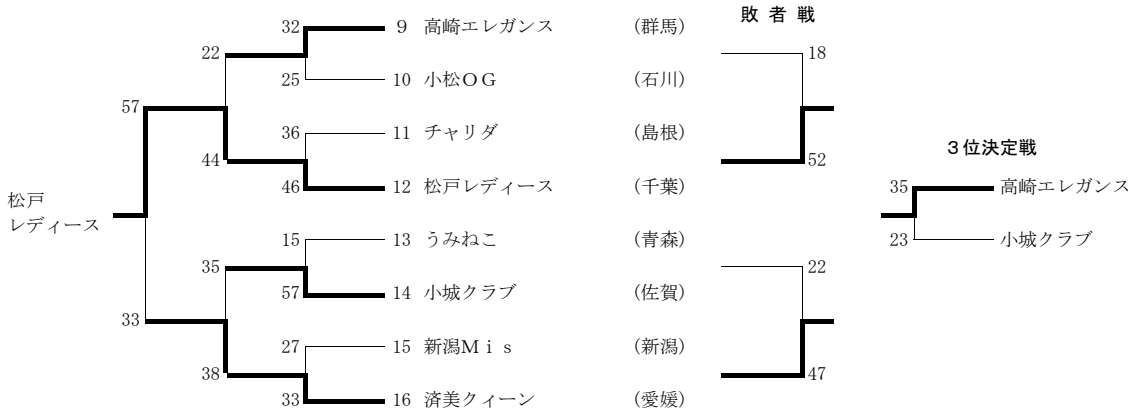 敗 者 戦
32 9 高崎エレガンス (群馬)
22 18
25 10 小松ＯＧ (石川)
57
36 11 チャリダ (島根)
44 52
３位決定戦
46 12 松戸レディース (千葉) 35 高崎エレガンス
松戸
レディース
15 13 うみねこ (青森) 23 小城クラブ
35 22
57 14 小城クラブ (佐賀)
33
27 15 新潟Ｍｉｓ (新潟)
38 47
33 16 済美クィーン (愛媛)